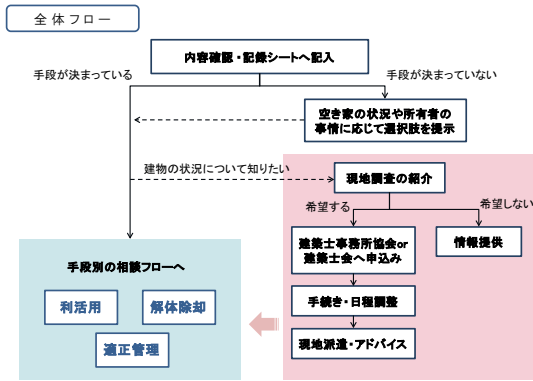 全体フロー
内容確認・記録シートへ記入
手段が決まっている
手段が決まっていない
空き家の状況や所有者の
事情に応じて選択肢を提示
建物の状況について知りたい
現地調査の紹介
希望する
希望しない
建築士事務所協会or
建築士会へ申込み
情報提供
手続き・日程調整
現地派遣・アドバイス
手段別の相談フローへ
利活用
解体除却
適正管理